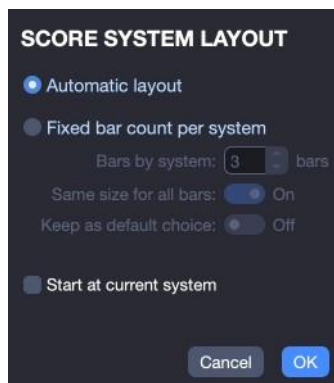 SCORE SYSTEM LAYOUT
Automatic layout
Fixed bar count per system
Bars by system: 3 bars
Same size for all bars: On
Keep as default choice: Off
Start at current system
Cancel OK